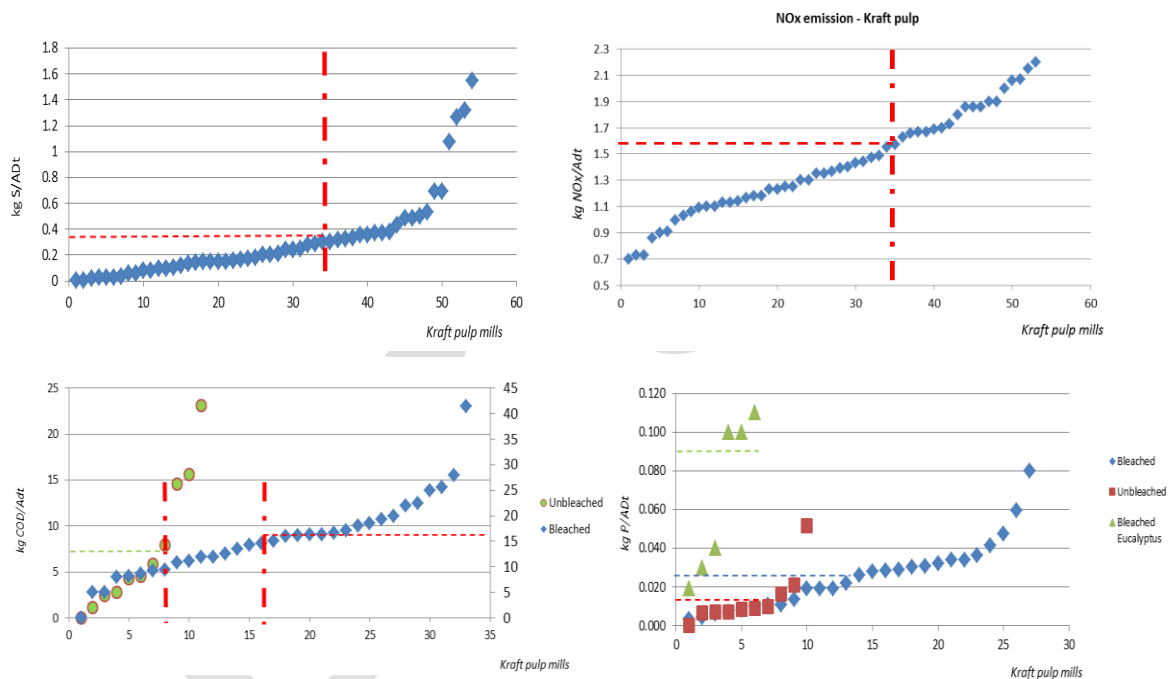 1.8
1.6
1.4
1.2
1
0.8
0.6
0.4
0.2
0
kg S/ADt
0 10 20 30 40 50 60
Kraft pulp mills
NOx emission - Kraft pulp
2.3
2.1
1.9
1.7
1.5
1.3
1.1
0.9
0.7
0.5
kg NOx/Adt
0 10 20 30 40 50 60
Kraft pulp mills
25
20
15
10
5
0
kg COD/Adt
45
40
35
30
25
20
15
10
5
0
0 5 10 15 20 25 30 35
Unbleached
Bleached
Kraft pulp mills
0.120
0.100
0.080
0.060
0.040
0.020
0.000
kg P/ADt
0 5 10 15 20 25 30
Bleached
Unbleached
Bleached
Eucalyptus
Kraft pulp mills